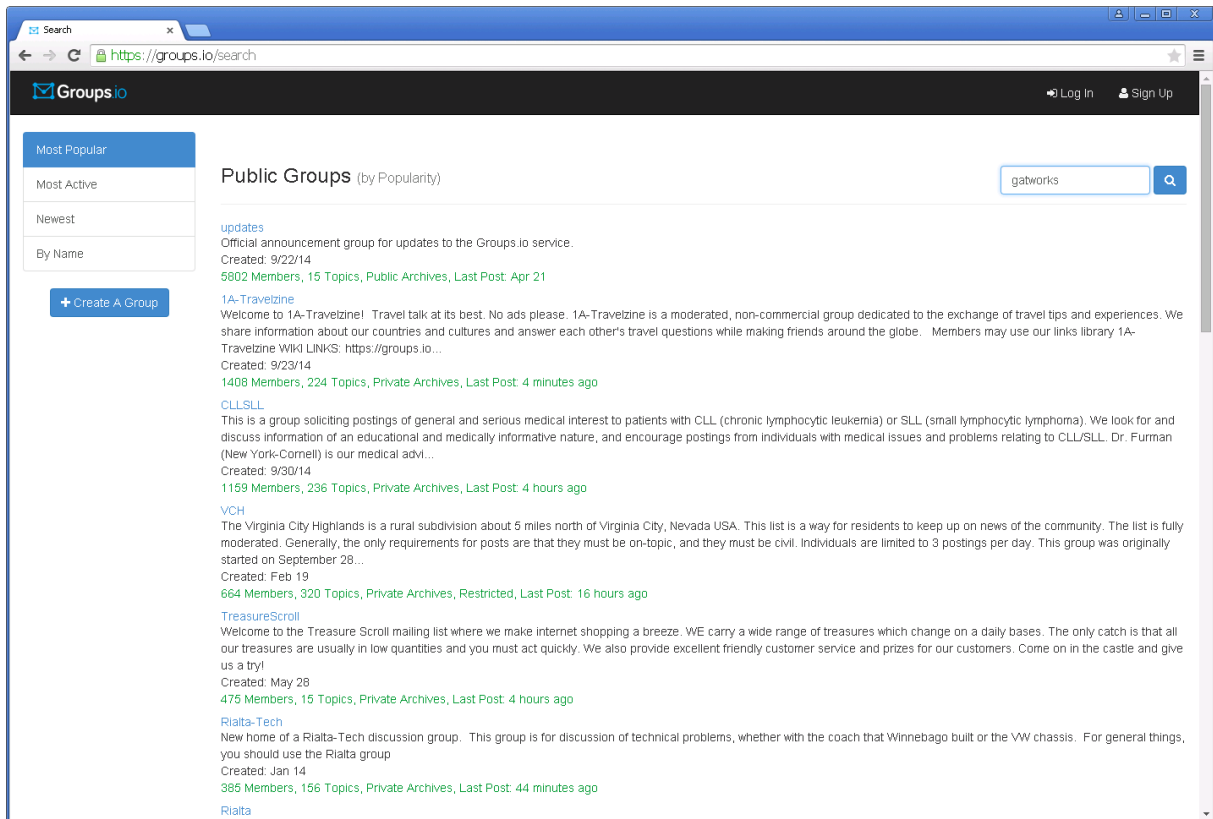 Search
https://groups.io/search
Groups.io
Log In
Sign Up
Most Popular
Most Active
Newest
By Name
+ Create A Group
Public Groups (by Popularity)
gatworks
updates
Official announcement group for updates to the Groups.io service.
Created: 9/22/14
5802 Members, 15 Topics, Public Archives, Last Post: Apr 21
1A-Travelzine
Welcome to 1A-Travelzine! Travel talk at its best. No ads please. 1A-Travelzine is a moderated, non-commercial group dedicated to the exchange of travel tips and experiences. We
share information about our countries and cultures and answer each other's travel questions while making friends around the globe. Members may use our links library 1A-
Travelzine WIKI LINKS: https://groups.io...
Created: 9/23/14
1408 Members, 224 Topics, Private Archives, Last Post: 4 minutes ago
CLLSLL
This is a group soliciting postings of general and serious medical interest to patients with CLL (chronic lymphocytic leukemia) or SLL (small lymphocytic lymphoma). We look for and
discuss information of an educational and medically informative nature, and encourage postings from individuals with medical issues and problems relating to CLL/SLL. Dr. Furman
(New York-Cornell) is our medical advi...
Created: 9/30/14
1159 Members, 236 Topics, Private Archives, Last Post: 4 hours ago
VCH
The Virginia City Highlands is a rural subdivision about 5 miles north of Virginia City, Nevada USA. This list is a way for residents to keep up on news of the community. The list is fully
moderated. Generally, the only requirements for posts are that they must be on-topic, and they must be civil. Individuals are limited to 3 postings per day. This group was originally
started on September 28...
Created: Feb 19
664 Members, 320 Topics, Private Archives, Restricted, Last Post: 16 hours ago
TreasureScroll
Welcome to the Treasure Scroll mailing list where we make internet shopping a breeze. WE carry a wide range of treasures which change on a daily bases. The only catch is that all
our treasures are usually in low quantities and you must act quickly. We also provide excellent friendly customer service and prizes for our customers. Come on in the castle and give
us a try!
Created: May 28
475 Members, 15 Topics, Private Archives, Last Post: 4 hours ago
Rialta-Tech
New home of a Rialta-Tech discussion group. This group is for discussion of technical problems, whether with the coach that Winnebago built or the VW chassis. For general things,
you should use the Rialta group
Created: Jan 14
385 Members, 156 Topics, Private Archives, Last Post: 44 minutes ago
Rialta